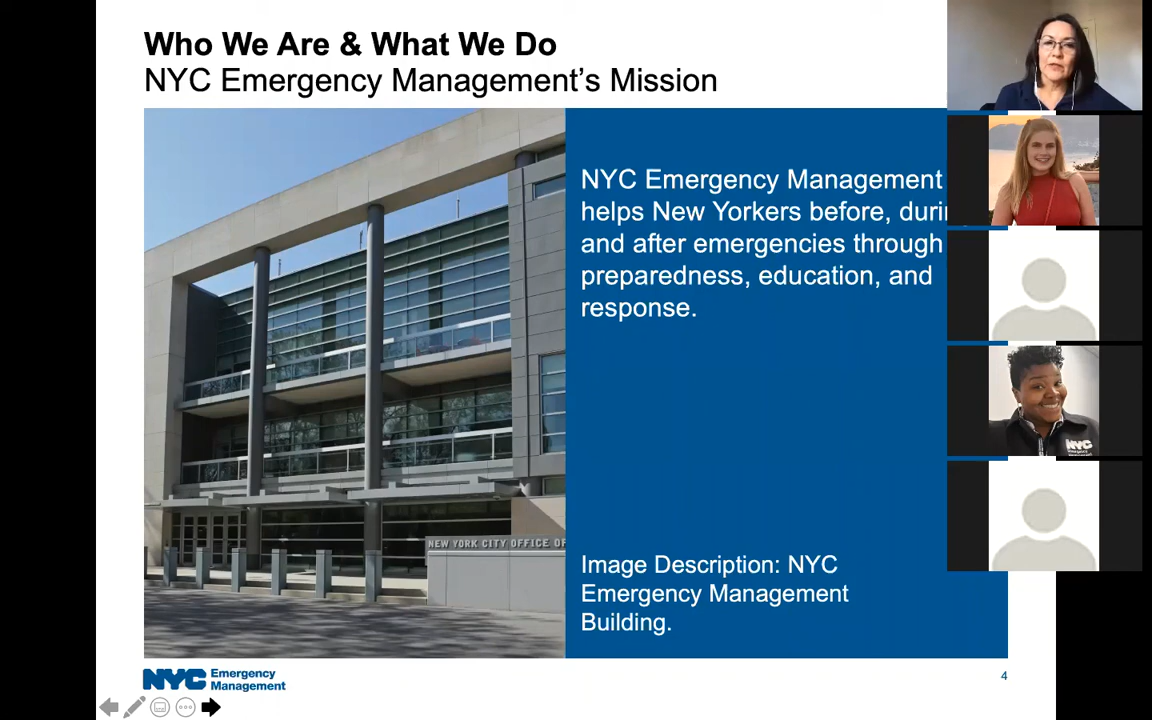 Who We Are & What We Do
NYC Emergency Management's Mission
NYC Emergency Management
helps New Yorkers before,
and after emergencies through
preparedness, education, and
response.
NEW YORK CITY OFFICE OF
Image Description: NYC
Emergency Management
Building.
NYC Emergency
Management
4
NYC